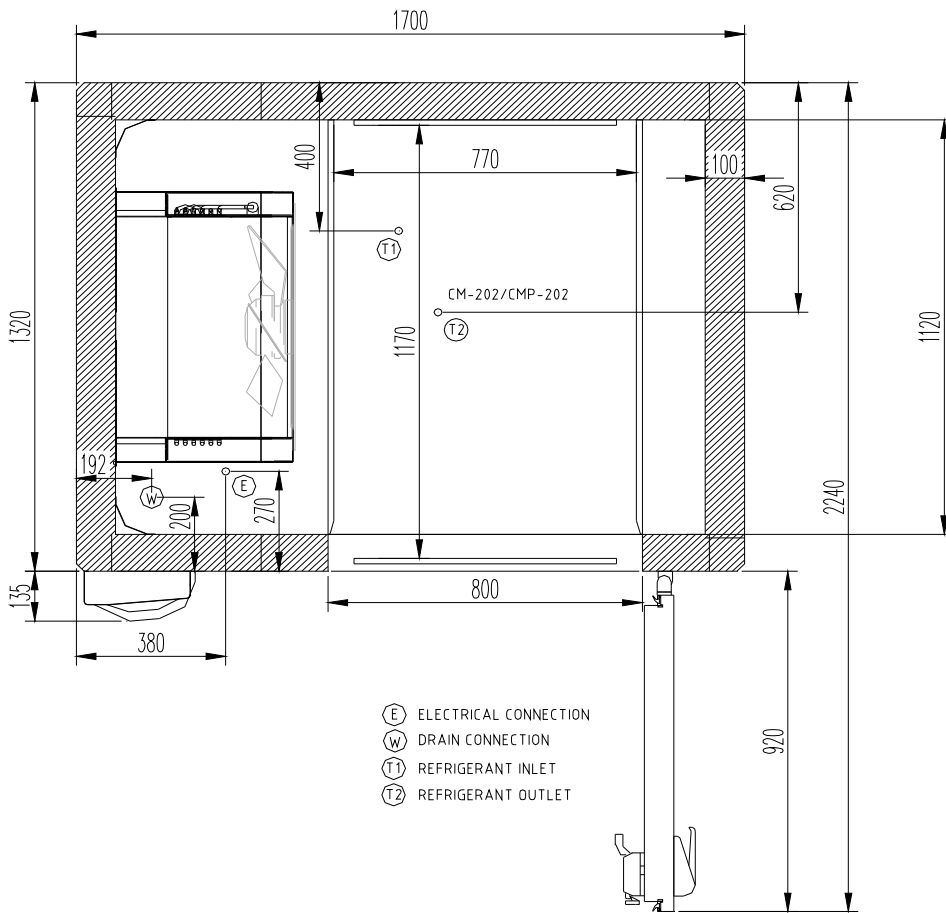 1700
400
770
100
620
T1
CM-202/CMP-202
T2
1320
1170
1120
192
W
E
200
270
2240
135
800
380
920
E ELECTRICAL CONNECTION
W DRAIN CONNECTION
T1 REFRIGERANT INLET
T2 REFRIGERANT OUTLET